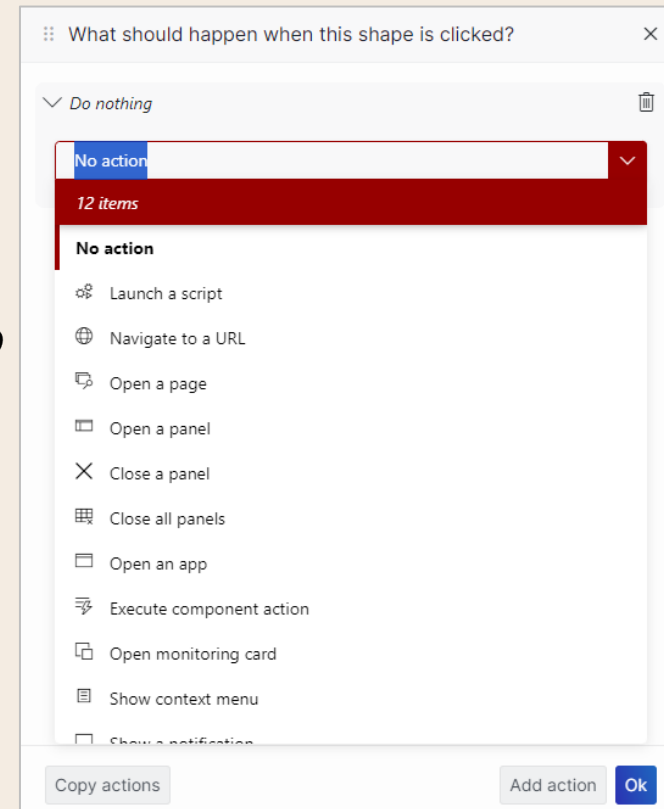 What should happen when this shape is clicked?
Do nothing
No action
12 items
No action
Launch a script
Navigate to a URL
Open a page
Open a panel
Close a panel
Close all panels
Open an app
Execute component action
Open monitoring card
Show context menu
Show a notification
Copy actions
Add action
Ok